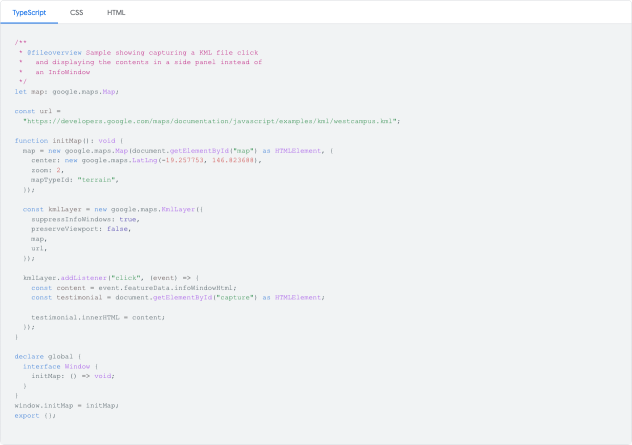 TypeScript CSS HTML
/**
 * @fileoverview Sample showing capturing a KML file click
 *   and displaying the contents in a side panel instead of
 *   an InfoWindow
 */
let map: google.maps.Map;
const url =
  "https://developers.google.com/maps/documentation/javascript/examples/kml/westcampus.kml";
function initMap(): void {
  map = new google.maps.Map(document.getElementById("map") as HTMLElement, {
    center: new google.maps.LatLng(-19.257753, 146.823688),
    zoom: 2,
    mapTypeId: "terrain",
  });
  const kmlLayer = new google.maps.KmlLayer({
    suppressInfoWindows: true,
    preserveViewport: false,
    map,
    url,
  });
  kmlLayer.addListener("click", (event) => {
    const content = event.featureData.infoWindowHtml;
    const testimonial = document.getElementById("capture") as HTMLElement;
    testimonial.innerHTML = content;
  });
}
declare global {
  interface Window {
    initMap: () => void;
  }
}
window.initMap = initMap;
export {};